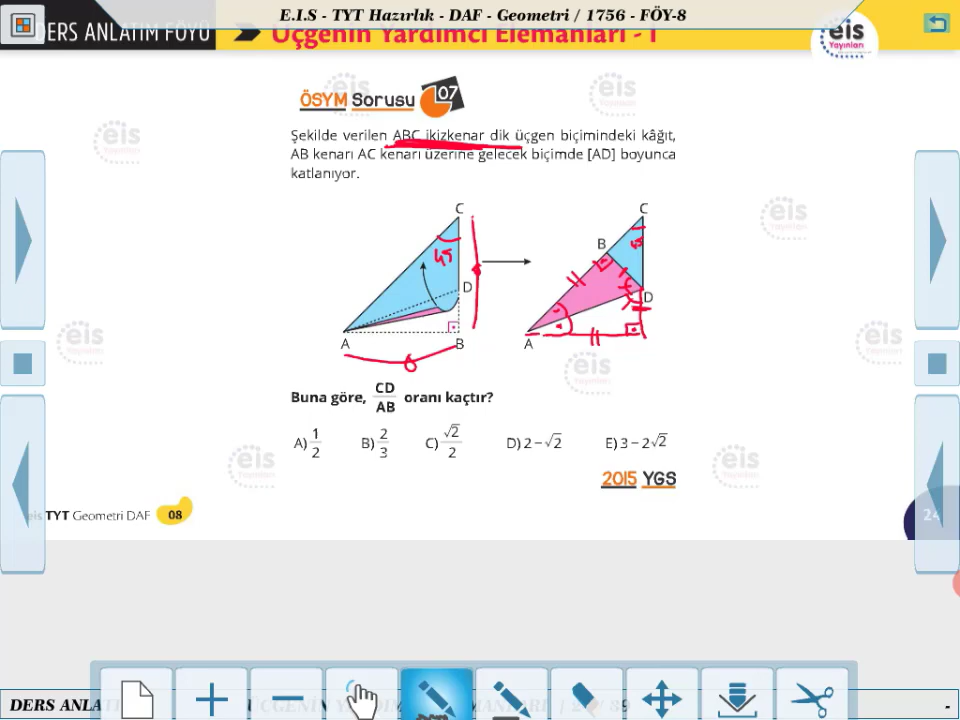 E.I.S - TYT Hazırlık - DAF - Geometri / 1756 - FÖY-8
DERS ANLATIM FÖYÜ
Üçgenin Yardımcı Elemanları - I
eis
Yayınları
ÖSYM Sorusu 07
Şekilde verilen ABC ikizkenar dik üçgen biçimindeki kâğıt,
AB kenarı AC kenarı üzerine gelecek biçimde [AD] boyunca
katlanıyor.
C
45
D
A
B
C
B
D
A
Buna göre, CD/AB oranı kaçtır?
A) 1/2 B) 2/3 C) √2/2 D) 2 – √2 E) 3 – 2√2
2015 YGS
eis TYT Geometri DAF 08
24